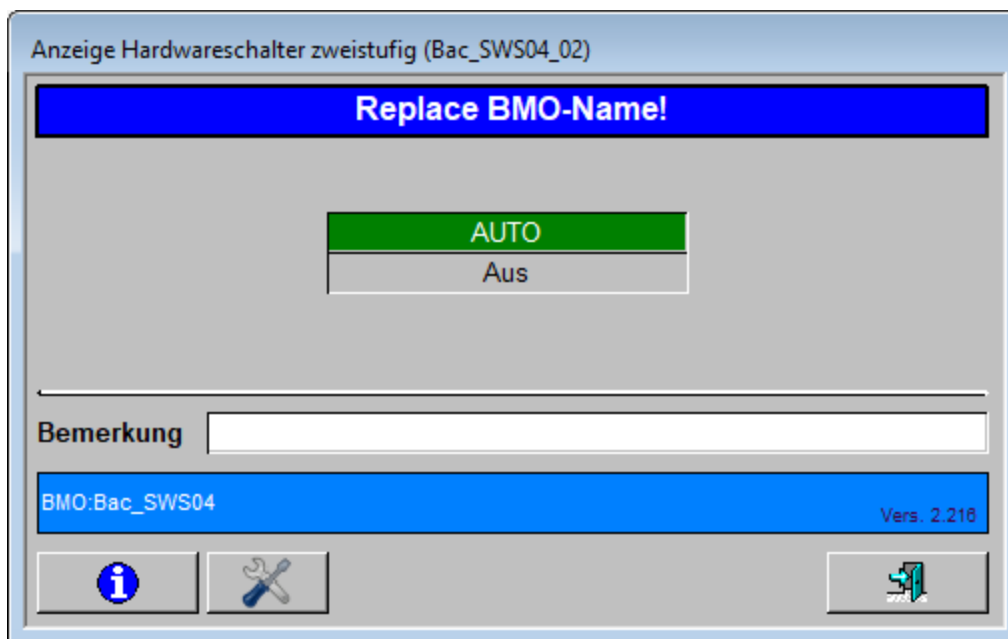 Anzeige Hardwareschalter zweistufig (Bac_SWS04_02)
Replace BMO-Name!
AUTO
Aus
Bemerkung
BMO:Bac_SWS04
Vers. 2.216